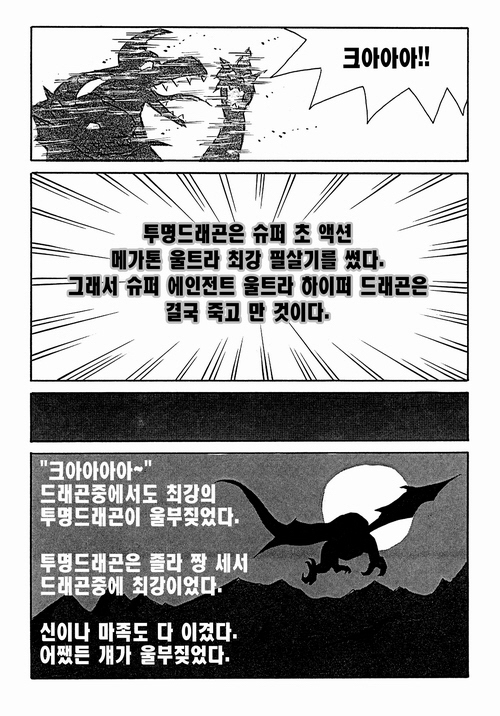 크아아아!!
투명드래곤은 슈퍼 초 액션
메가톤 울트라 최강 필살기를 썼다.
그래서 슈퍼 에인전트 울트라 하이퍼 드래곤은
결국 죽고 만 것이다.
"크아아아아~"
드래곤중에서도 최강의
투명드래곤이 울부짖었다.
투명드래곤은 졸라 짱 세서
드래곤중에 최강이었다.
신이나 마족도 다 이겼다.
어쨌든 걔가 울부짖었다.